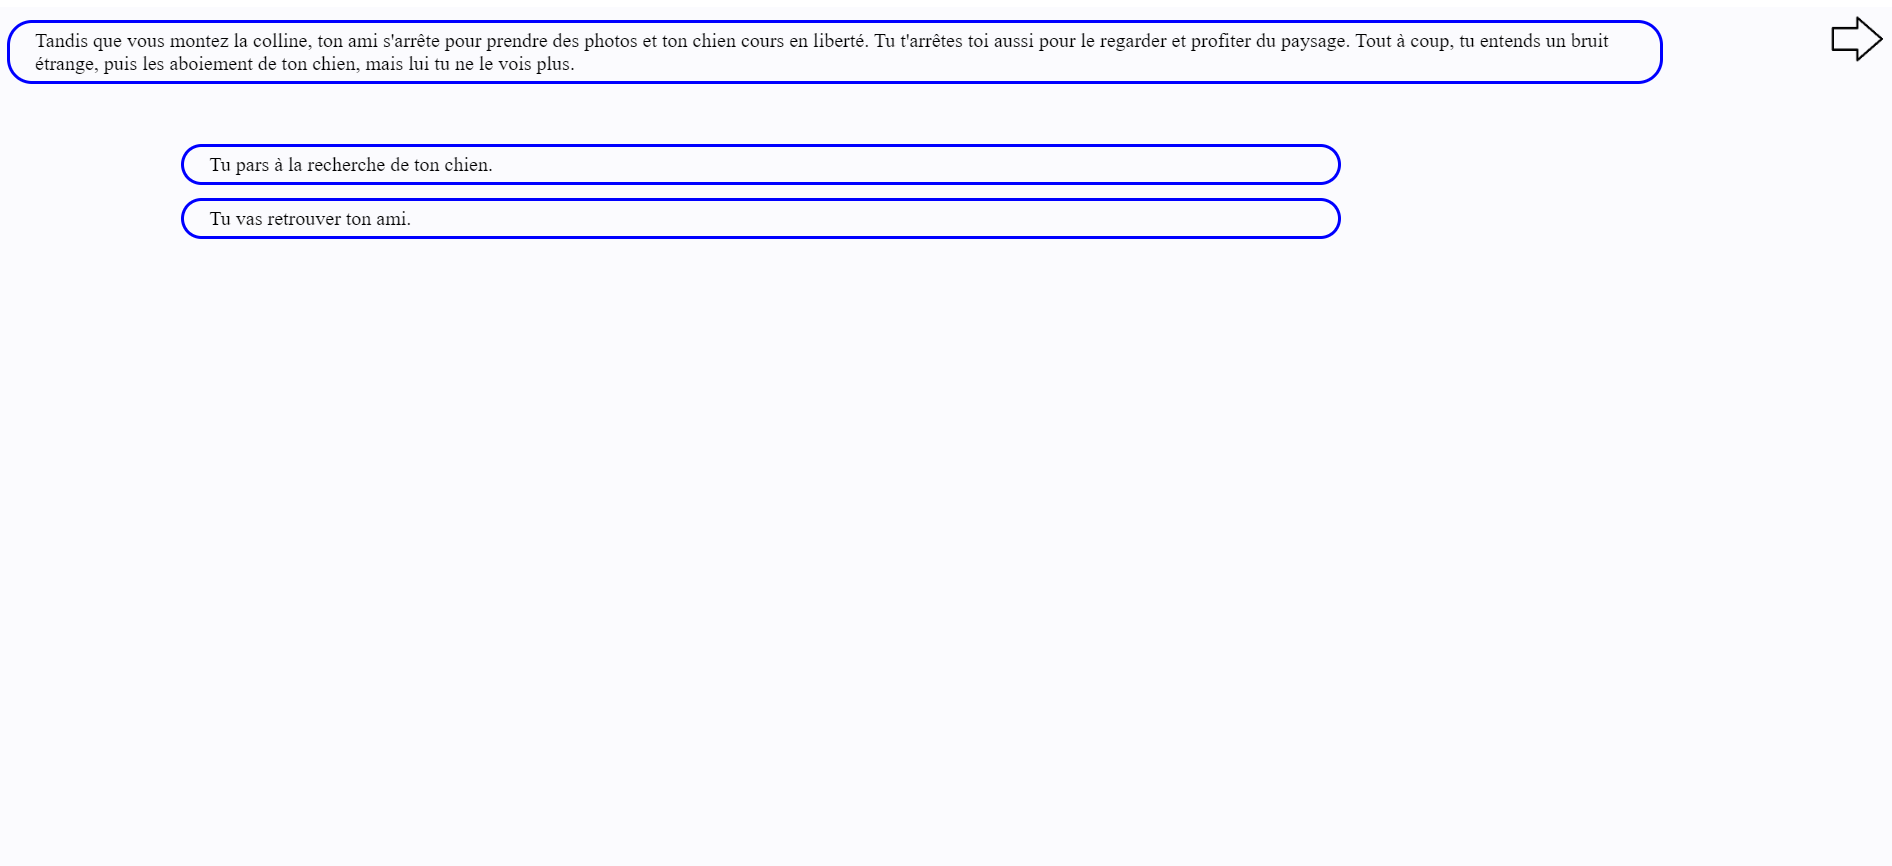 Tandis que vous montez la colline, ton ami s'arrête pour prendre des photos et ton chien cours en liberté. Tu t'arrêtes toi aussi pour le regarder et profiter du paysage. Tout à coup, tu entends un bruit
étrange, puis les aboiement de ton chien, mais lui tu ne le vois plus.
Tu pars à la recherche de ton chien.
Tu vas retrouver ton ami.